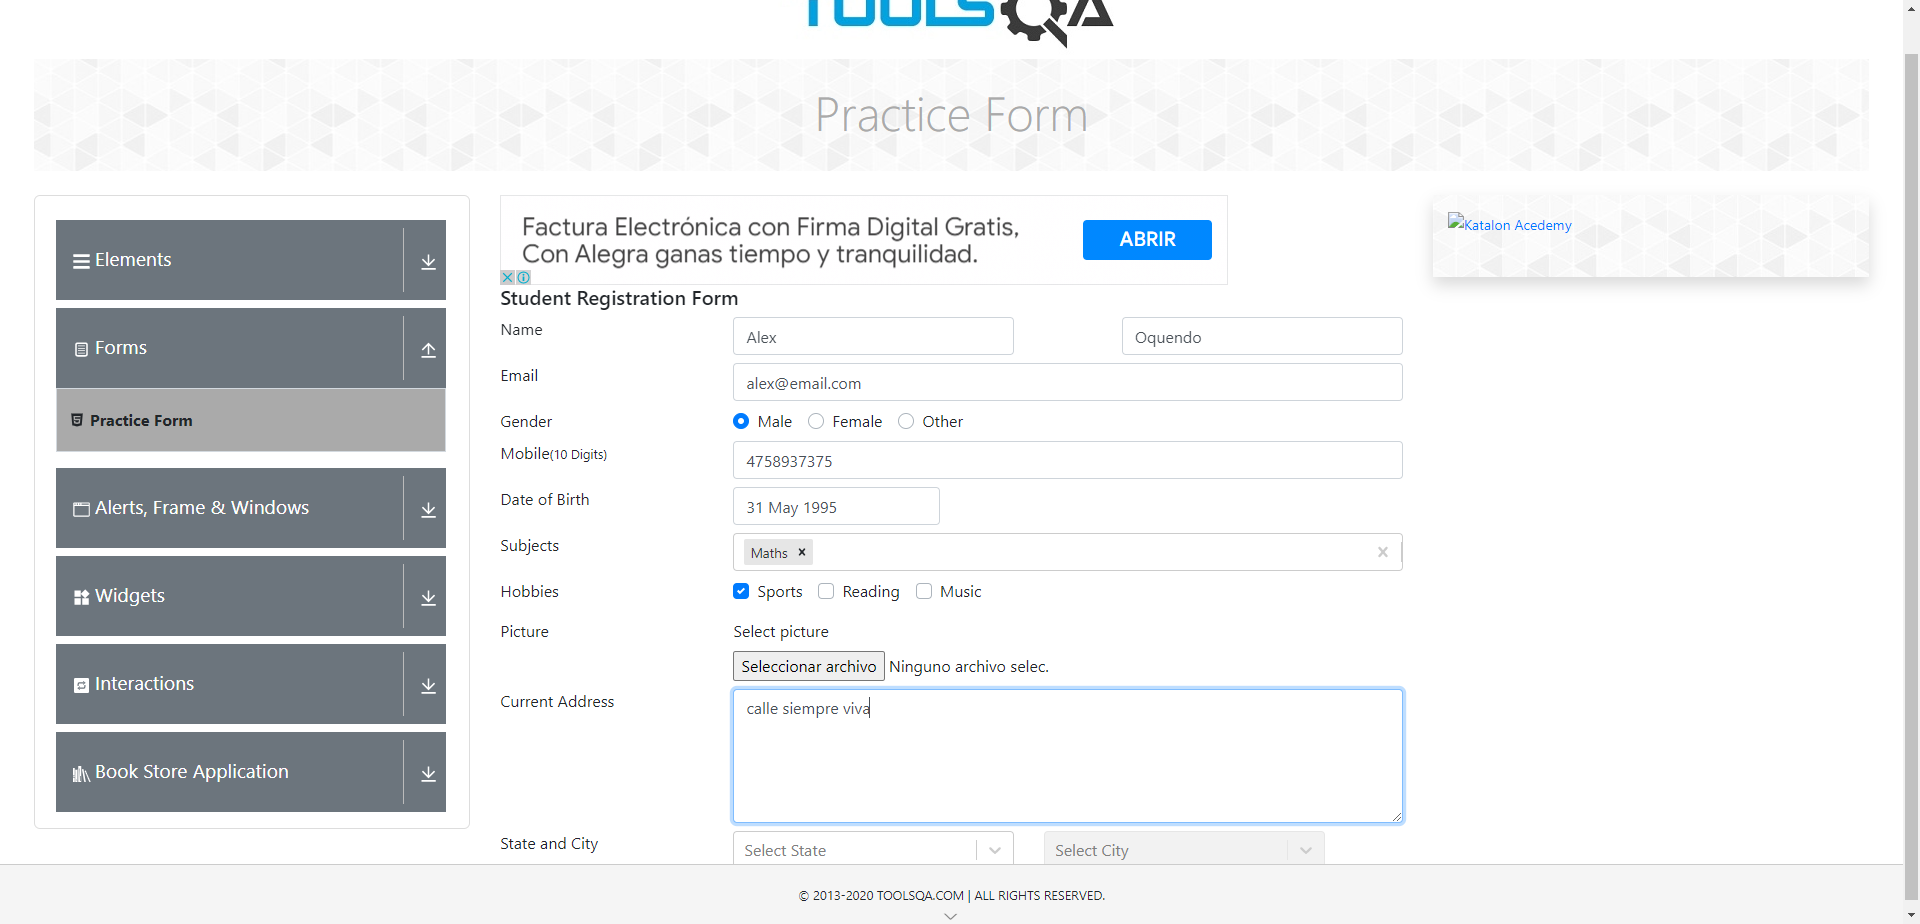 TOOLSQA
Practice Form
Elements
Forms
Practice Form
Alerts, Frame & Windows
Widgets
Interactions
Book Store Application
Factura Electrónica con Firma Digital Gratis,
Con Alegra ganas tiempo y tranquilidad.
ABRIR
Katalon Acedemy
Student Registration Form
Name Alex Oquendo
Email alex@email.com
Gender Male Female Other
Mobile(10 Digits) 4758937375
Date of Birth 31 May 1995
Subjects Maths
Hobbies Sports Reading Music
Picture Select picture
Seleccionar archivo Ninguno archivo selec.
Current Address calle siempre viva
State and City Select State Select City
© 2013-2020 TOOLSQA.COM | ALL RIGHTS RESERVED.